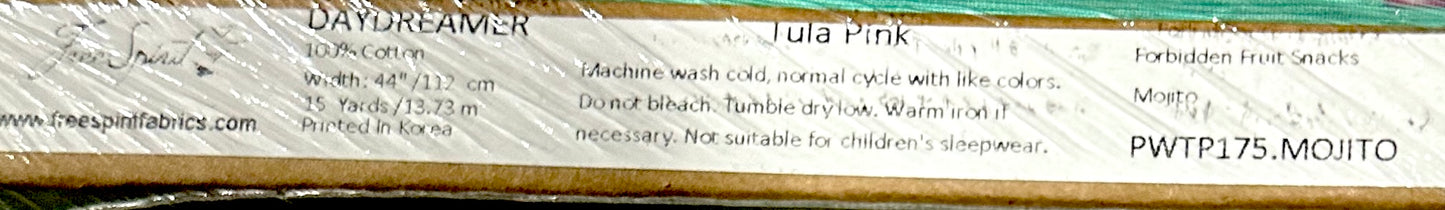 Free Spirit
www.freespiritfabrics.com
DAYDREAMER
100% Cotton
Width: 44"/112 cm
15 Yards/13.73 m
Printed In Korea
Tula Pink
Machine wash cold, normal cycle with like colors.
Do not bleach. Tumble dry low. Warm iron if
necessary. Not suitable for children's sleepwear.
Forbidden Fruit Snacks
Mojito
PWTP175.MOJITO